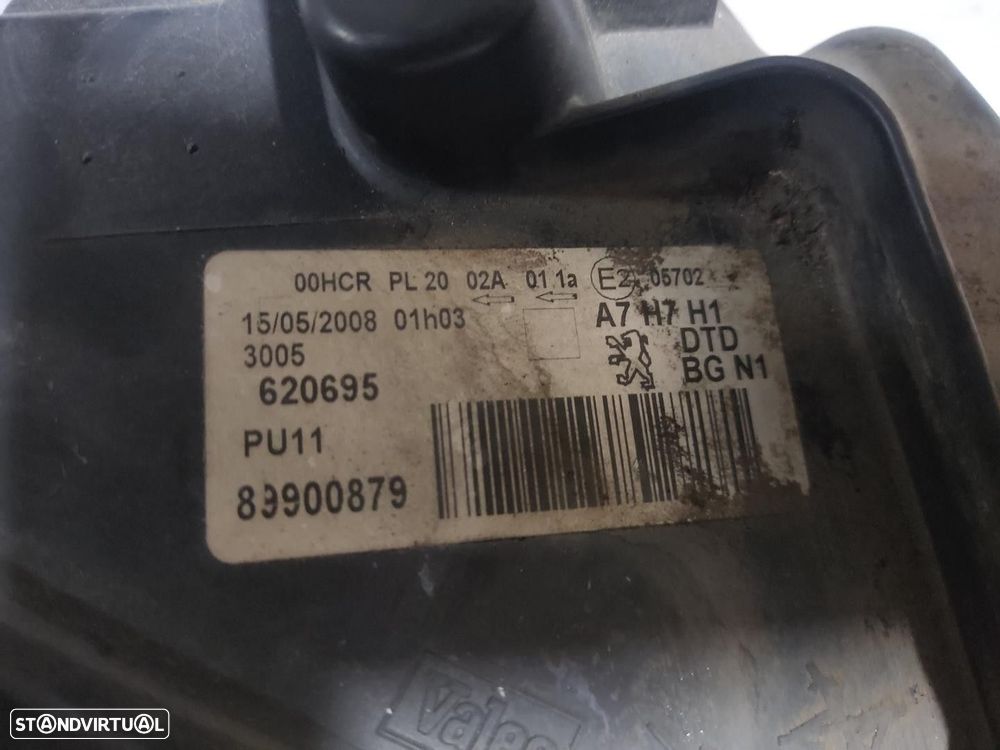 00HCR PL 20 02A 01 1a E2 05702
15/05/2008 01h03
A7 H7 H1
3005
DTD
620695
BG N1
PU11
89900879
Valeo
STANDVIRTUAL